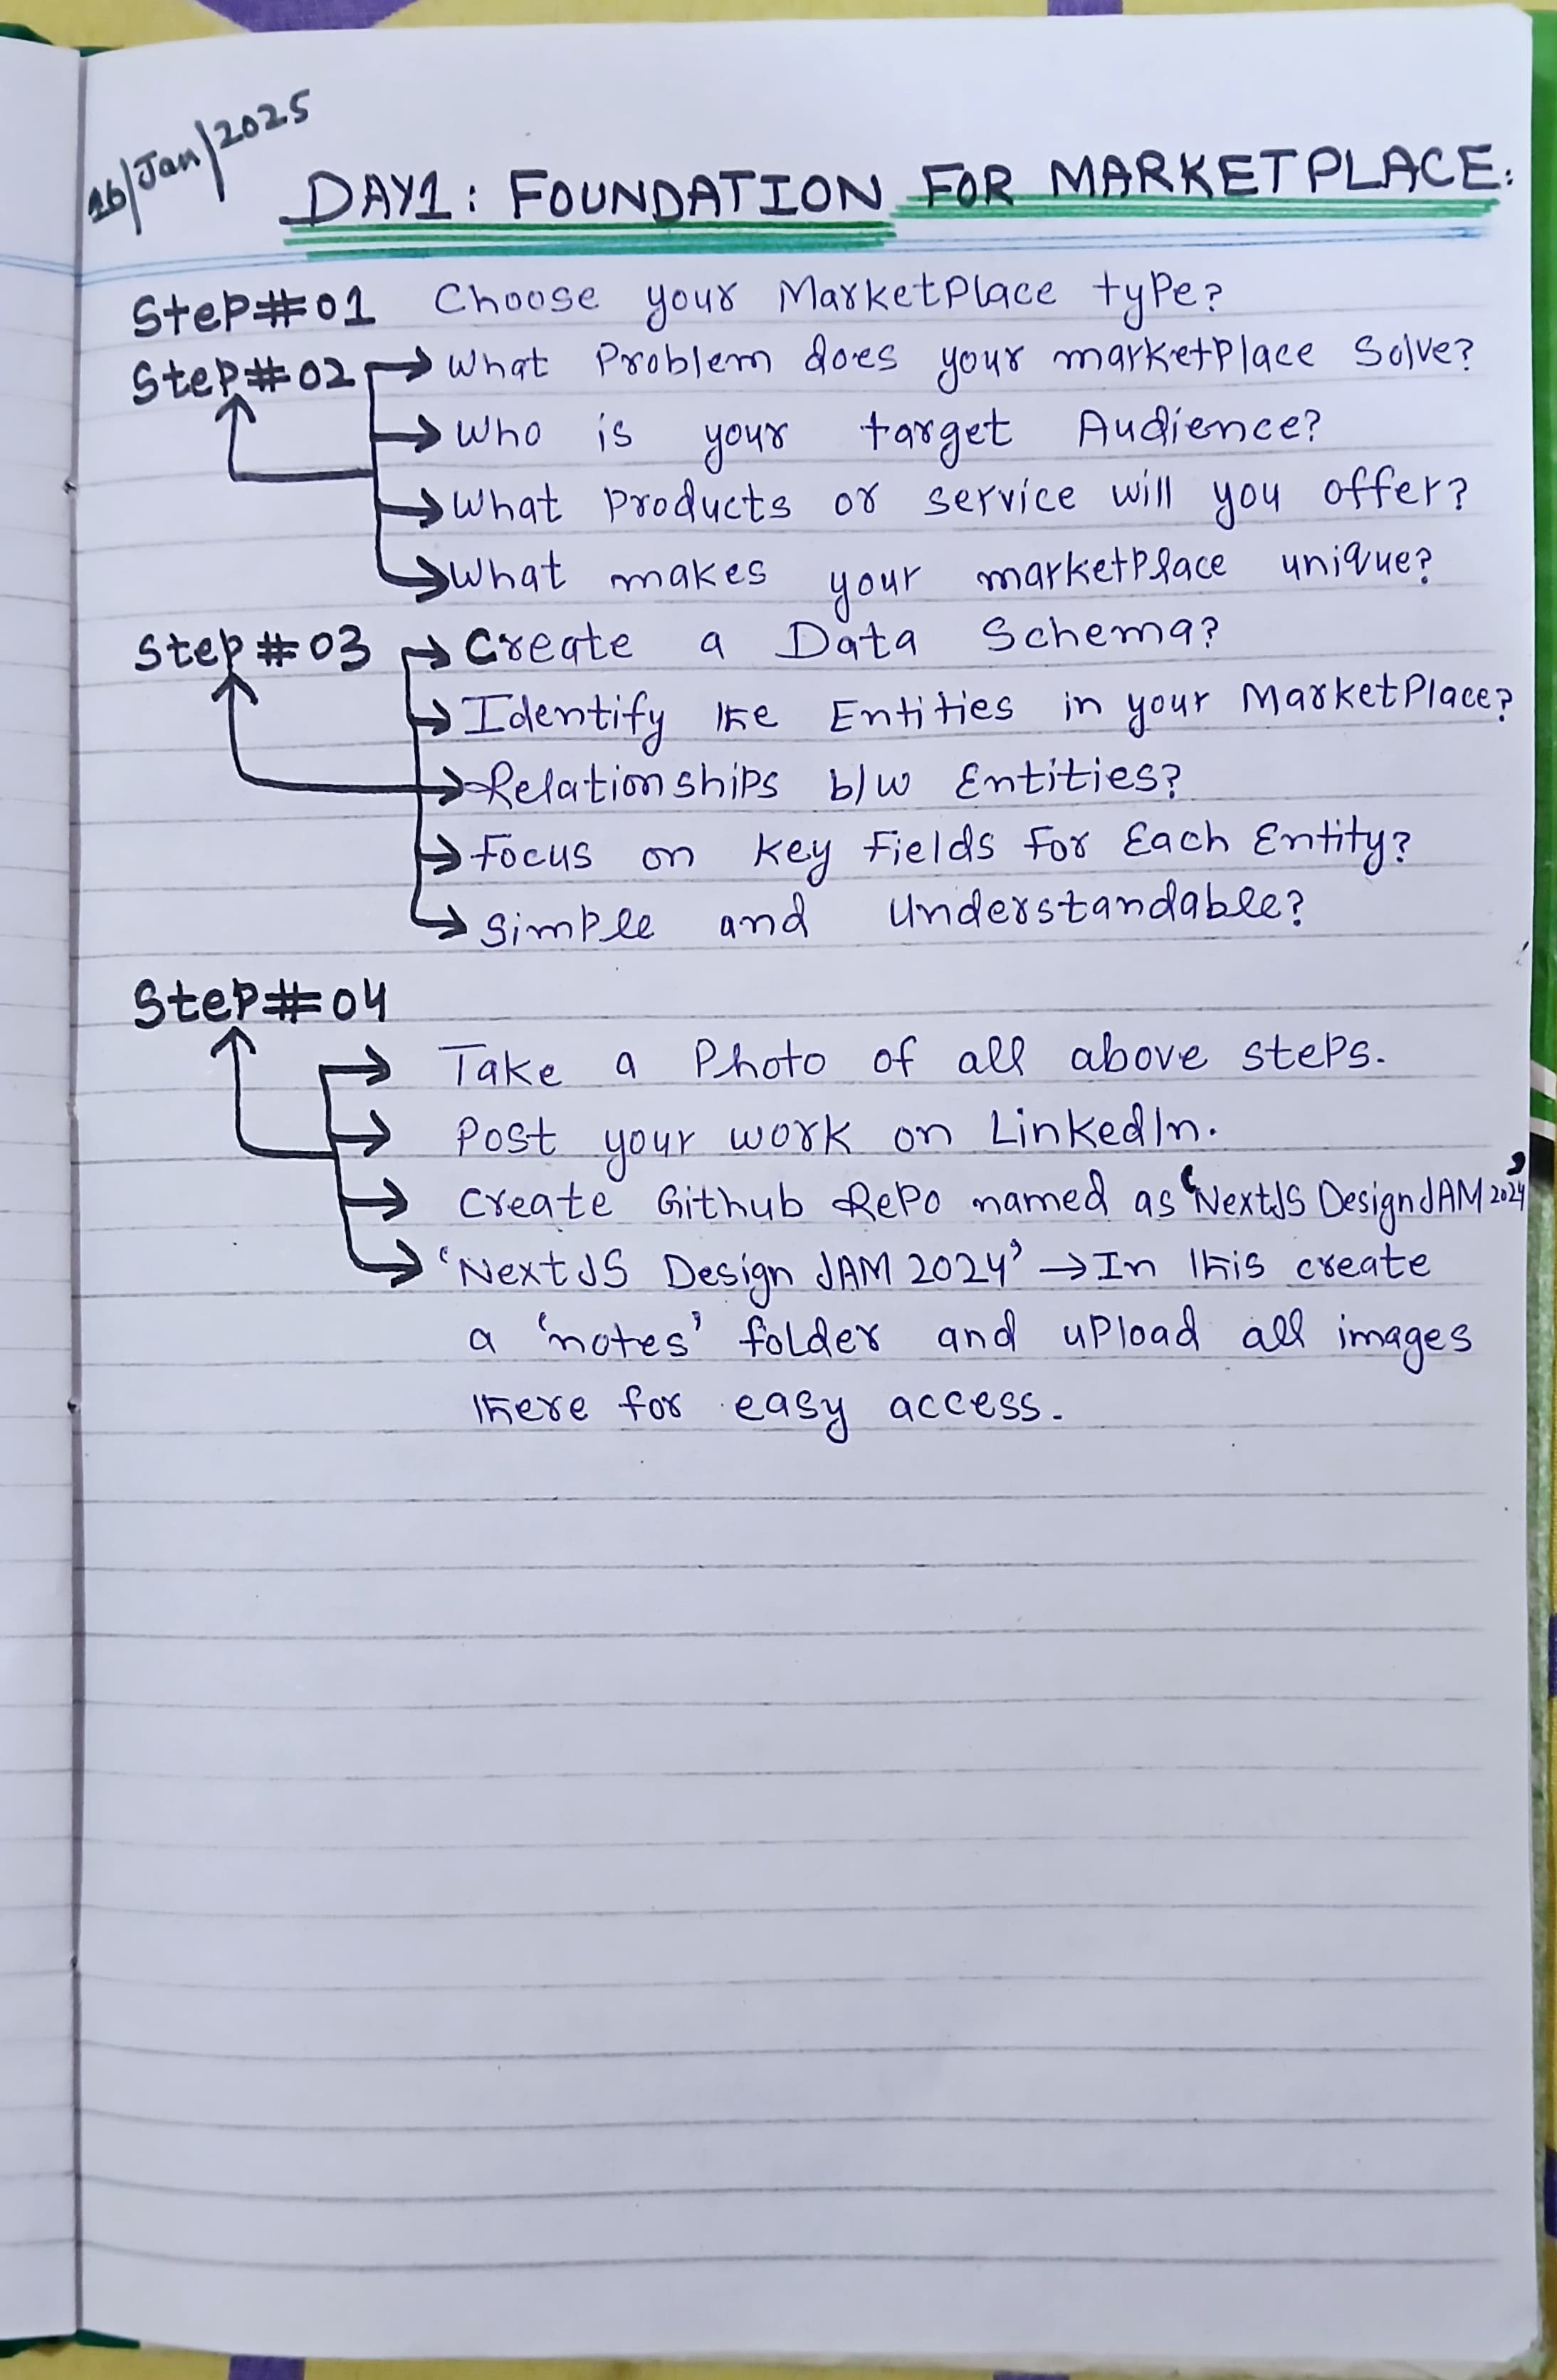 16/Jan/2025
DAY1: FOUNDATION FOR MARKETPLACE:
Step#01 Choose your MarketPlace type?
Step#02 → What Problem does your marketplace Solve?
→ Who is your target Audience?
→ What Products or service will you offer?
→ What makes your marketplace unique?
Step#03 → Create a Data Schema?
→ Identify the Entities in your MarketPlace?
→ Relationships b/w Entities?
→ Focus on key Fields For Each Entity?
→ Simple and Understandable?
Step#04
→ Take a Photo of all above steps.
→ Post your work on LinkedIn.
→ Create Github Repo named as 'NextJS Design JAM 2024'
→ 'NextJS Design JAM 2024' → In this create
a 'notes' folder and upload all images
there for easy access.